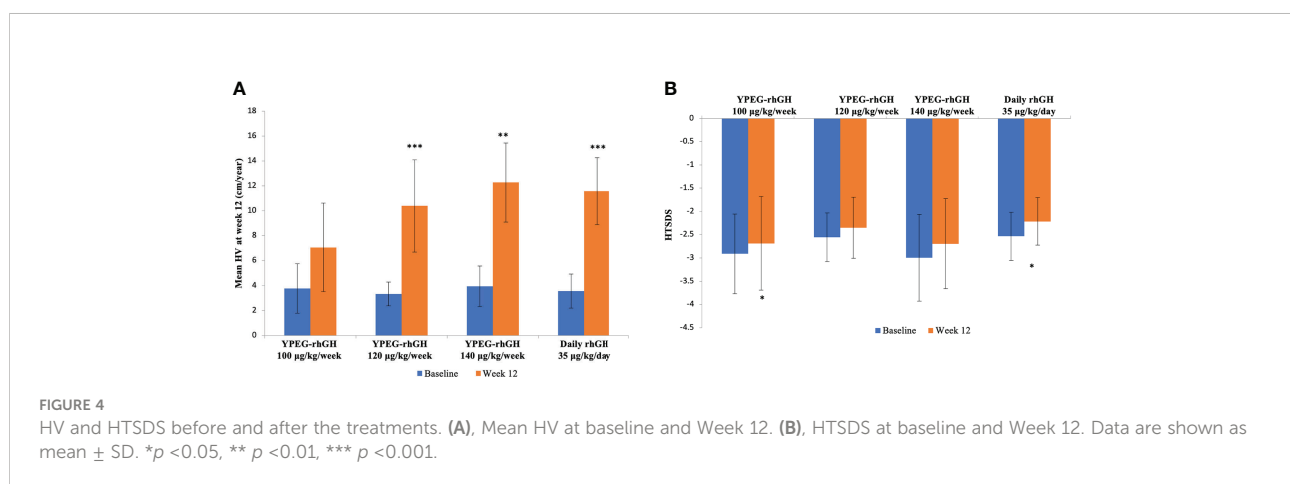 A
18
16
14
12
10
8
6
4
2
0
Mean HV at week 12 (cm/year)
***
**
***
YPEG-rhGH
100 µg/kg/week
YPEG-rhGH
120 µg/kg/week
YPEG-rhGH
140 µg/kg/week
Daily rhGH
35 µg/kg/day
Baseline
Week 12
B
YPEG-rhGH
100 µg/kg/week
YPEG-rhGH
120 µg/kg/week
YPEG-rhGH
140 µg/kg/week
Daily rhGH
35 µg/kg/day
0
-0.5
-1
-1.5
-2
-2.5
-3
-3.5
-4
-4.5
HTSDS
*
*
Baseline
Week 12
FIGURE 4
HV and HTSDS before and after the treatments. (A), Mean HV at baseline and Week 12. (B), HTSDS at baseline and Week 12. Data are shown as
mean ± SD. *p <0.05, ** p <0.01, *** p <0.001.